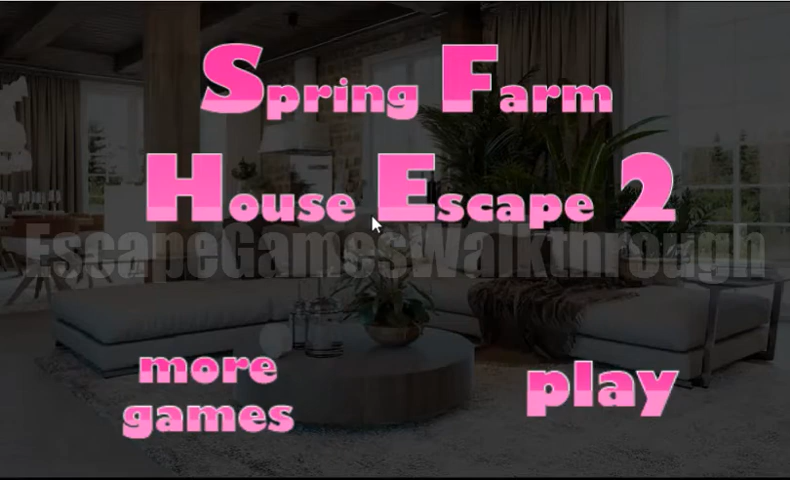 Spring Farm
House Escape 2
EscapeGamesWalkthrough
more
games
play